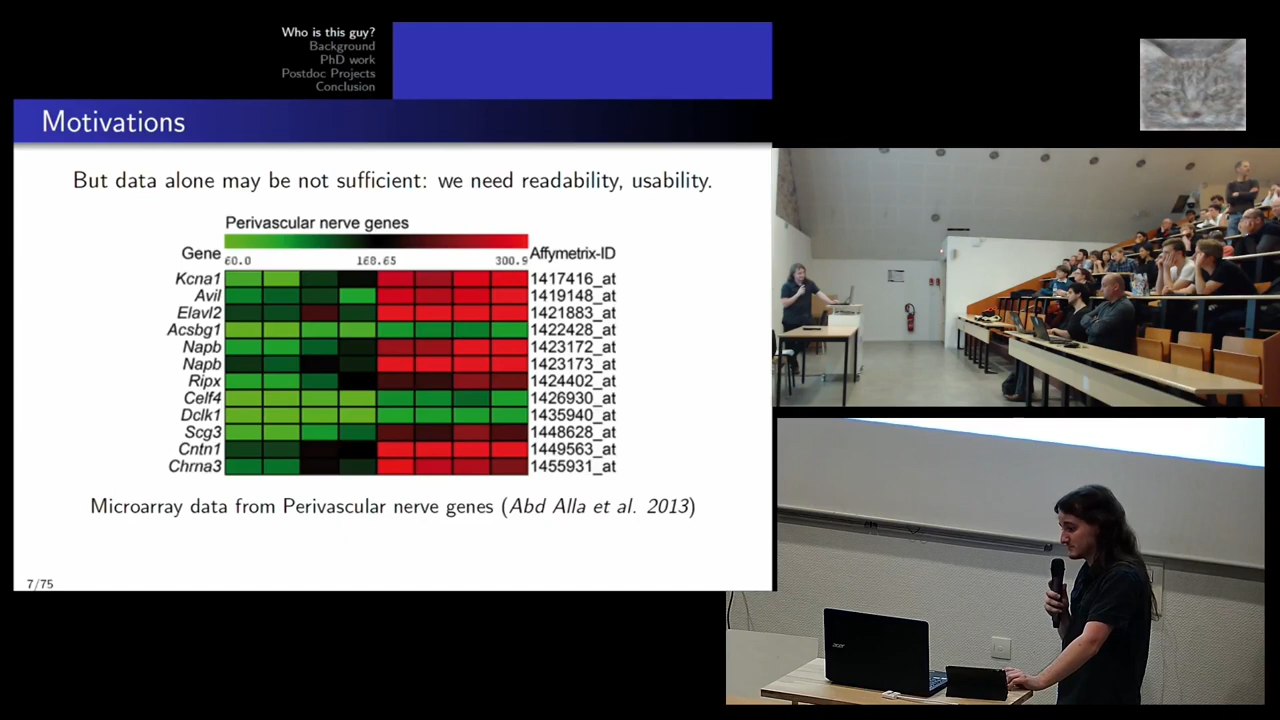 Who is this guy?
Background
PhD work
Postdoc Projects
Conclusion
Motivations
But data alone may be not sufficient: we need readability, usability.
Perivascular nerve genes
Gene 60.0 168.65 300.9 Affymetrix-ID
Kcna1 1417416_at
Avil 1419148_at
Elavl2 1421883_at
Acsbg1 1422428_at
Napb 1423172_at
Napb 1423173_at
Ripx 1424402_at
Celf4 1426930_at
Dclk1 1435940_at
Scg3 1448628_at
Cntn1 1449563_at
Chrna3 1455931_at
Microarray data from Perivascular nerve genes (Abd Alla et al. 2013)
7/75
acer